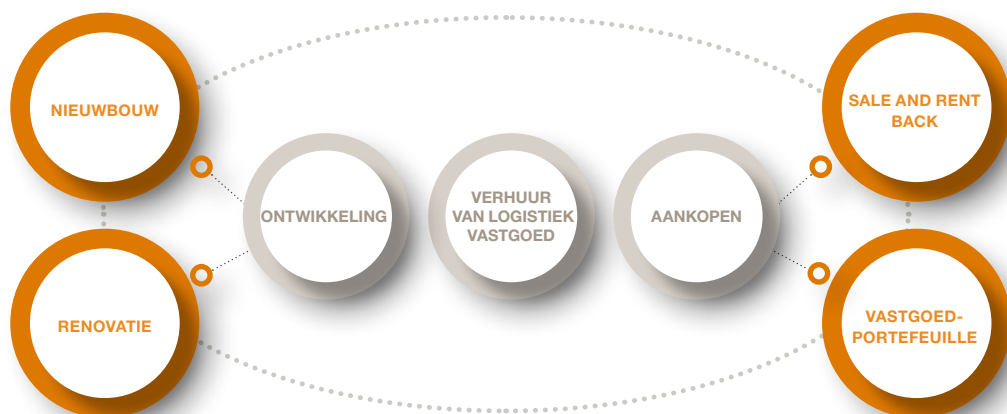 NIEUWBOUW
SALE AND RENT
BACK
ONTWIKKELING
VERHUUR
VAN LOGISTIEK
VASTGOED
AANKOPEN
RENOVATIE
VASTGOED-
PORTEFEUILLE